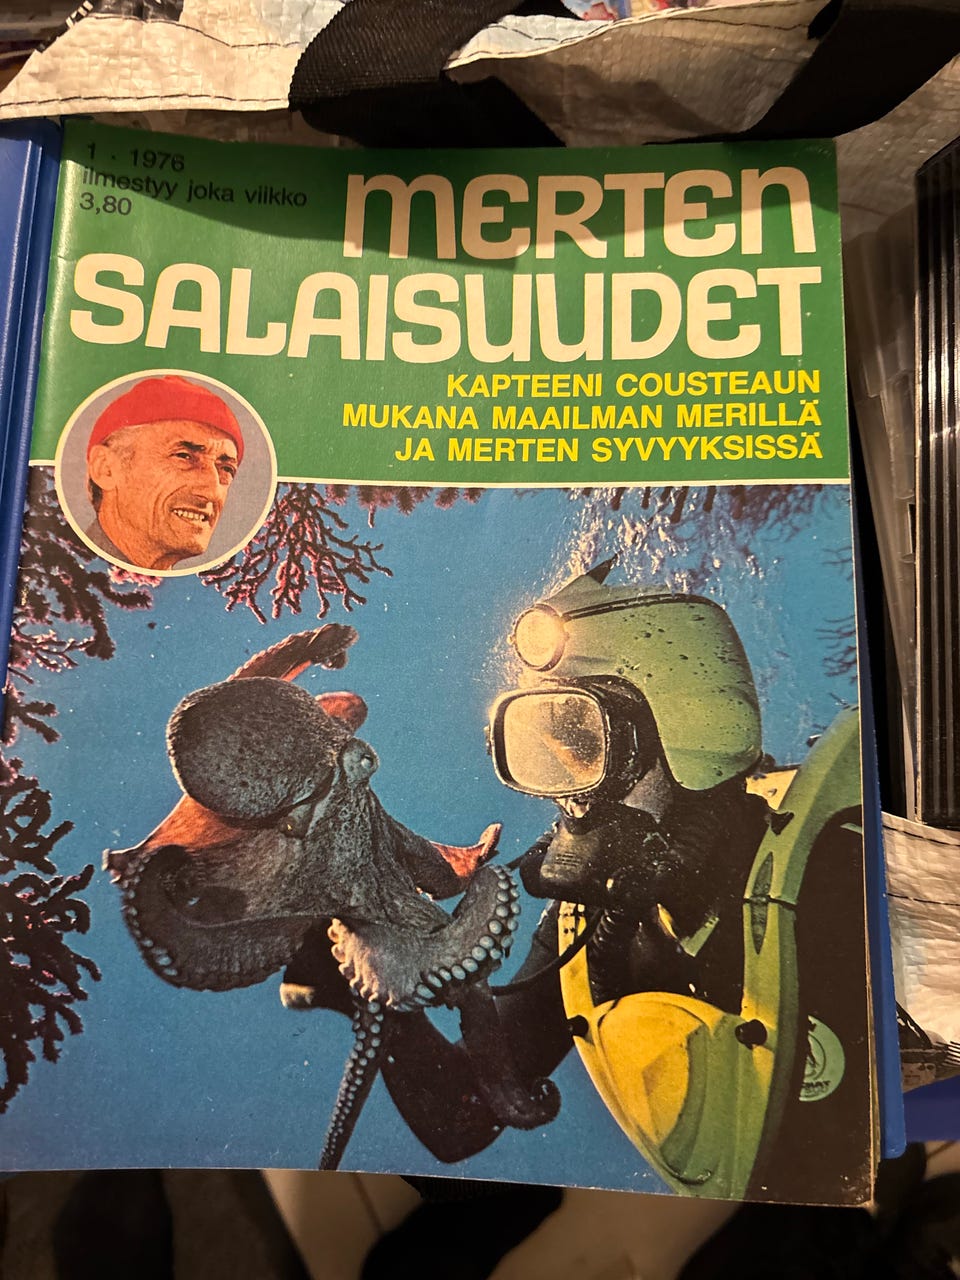 1 · 1976
ilmestyy joka viikko
3,80
MERTEN
SALAISUUDET
KAPTEENI COUSTEAUN
MUKANA MAAILMAN MERILLÄ
JA MERTEN SYVYYKSISSÄ